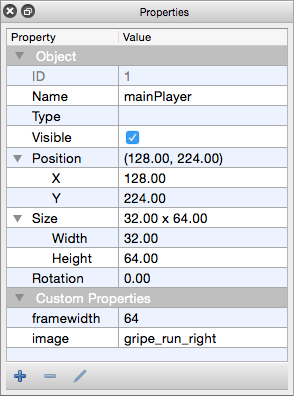 Properties
Property Value
Object
ID 1
Name mainPlayer
Type
Visible
Position (128.00, 224.00)
X 128.00
Y 224.00
Size 32.00 x 64.00
Width 32.00
Height 64.00
Rotation 0.00
Custom Properties
framewidth 64
image gripe_run_right